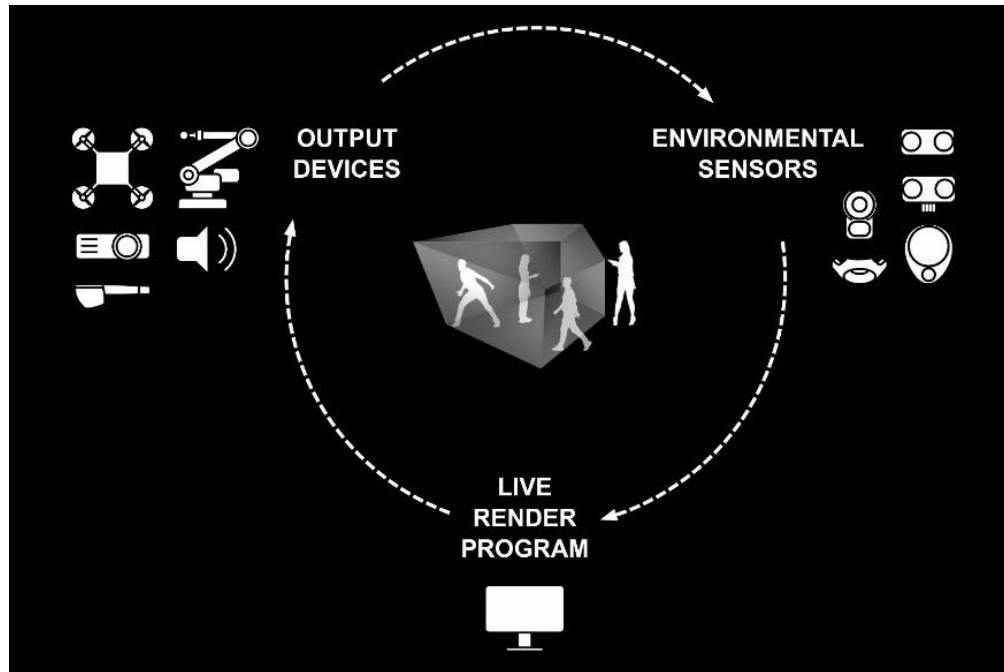 OUTPUT
DEVICES
ENVIRONMENTAL
SENSORS
LIVE
RENDER
PROGRAM